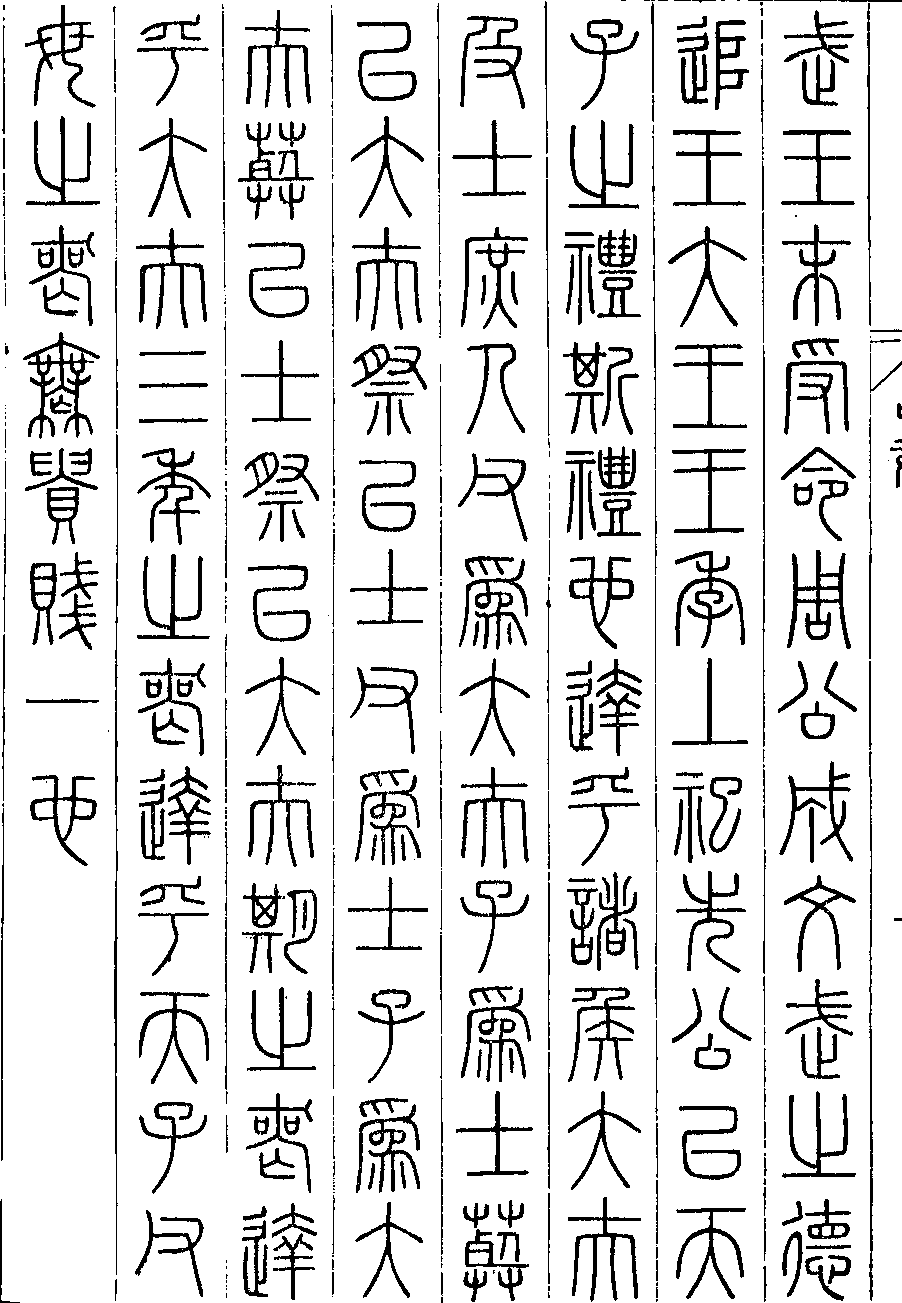 武王末受命周公成文武之德
追王大王王季上祀先公以天
子之禮斯禮也達乎諸侯大夫
及士庶人父為大夫子為士葬
以大夫祭以士父為士子為大
夫葬以士祭以大夫期之喪達
乎大夫三年之喪達乎天子父
母之喪無貴賤一也